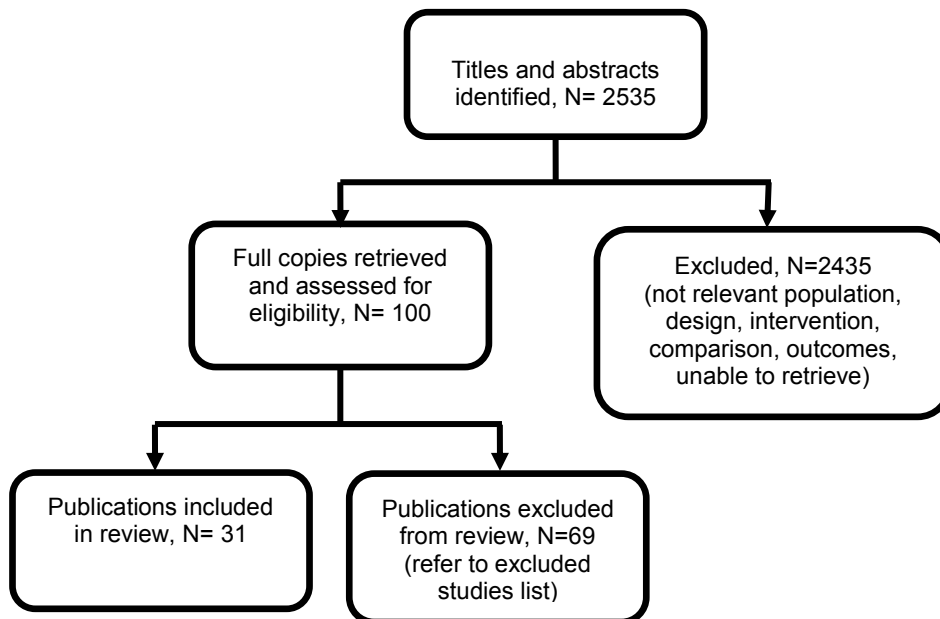 Titles and abstracts
identified, N= 2535
Full copies retrieved
and assessed for
eligibility, N= 100
Excluded, N=2435
(not relevant population,
design, intervention,
comparison, outcomes,
unable to retrieve)
Publications included
in review, N= 31
Publications excluded
from review, N=69
(refer to excluded
studies list)